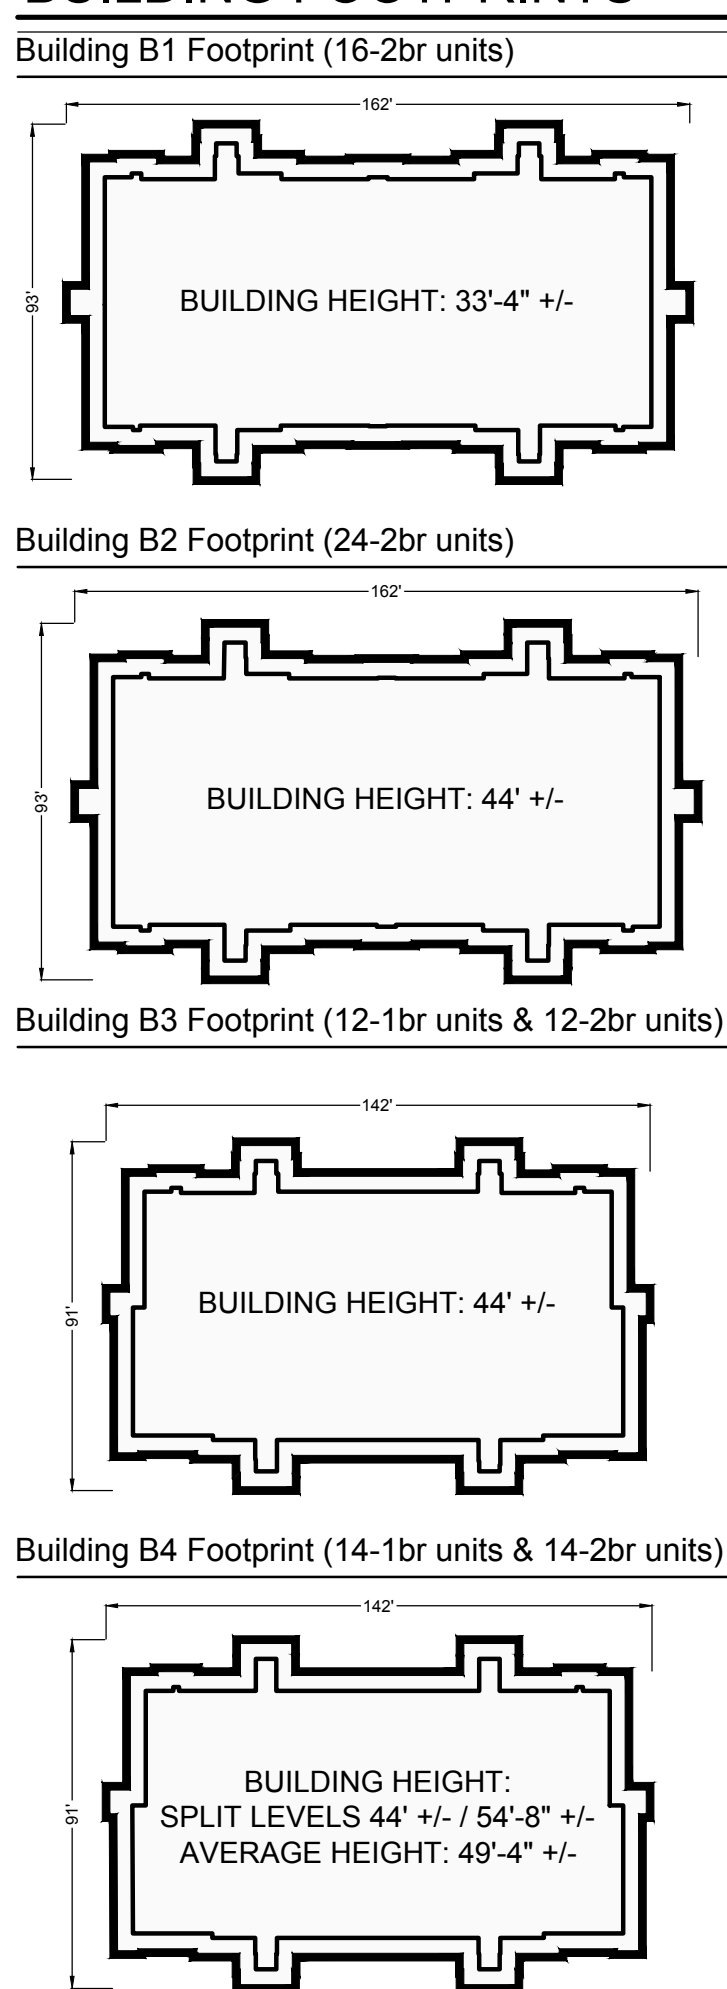 BUILDING FOOTPRINTS
Building B1 Footprint (16-2br units)
162'
93'
BUILDING HEIGHT: 33'-4" +/-
Building B2 Footprint (24-2br units)
162'
93'
BUILDING HEIGHT: 44' +/-
Building B3 Footprint (12-1br units & 12-2br units)
142'
91'
BUILDING HEIGHT: 44' +/-
Building B4 Footprint (14-1br units & 14-2br units)
142'
91'
BUILDING HEIGHT:
SPLIT LEVELS 44' +/- / 54'-8" +/-
AVERAGE HEIGHT: 49'-4" +/-